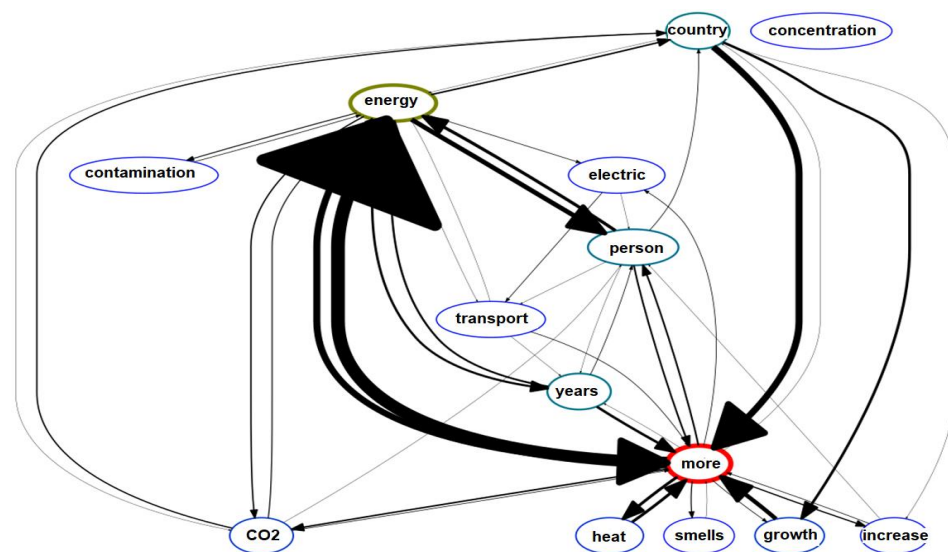 country
concentration
energy
contamination
electric
person
transport
years
more
CO2
heat
smells
growth
increase